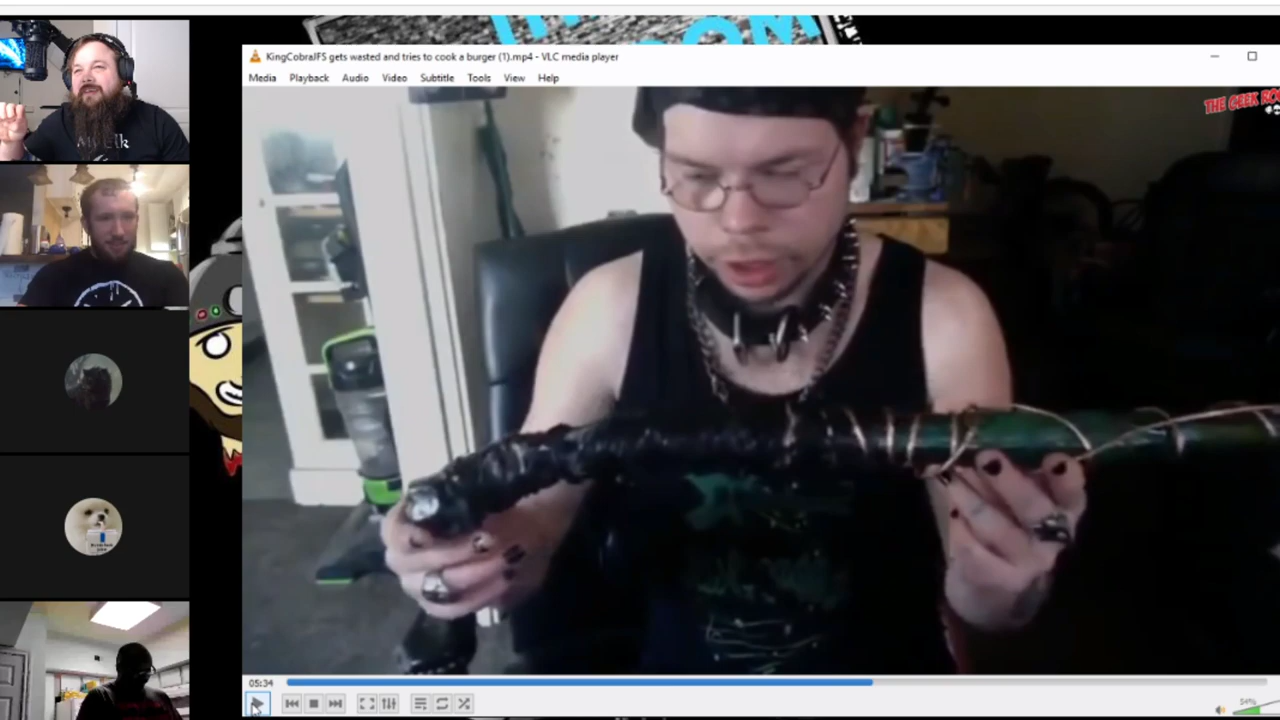 KingCobraJFS gets wasted and tries to cook a burger (1).mp4 - VLC media player
Media Playback Audio Video Subtitle Tools View Help
THE GEEK
05:34
54%